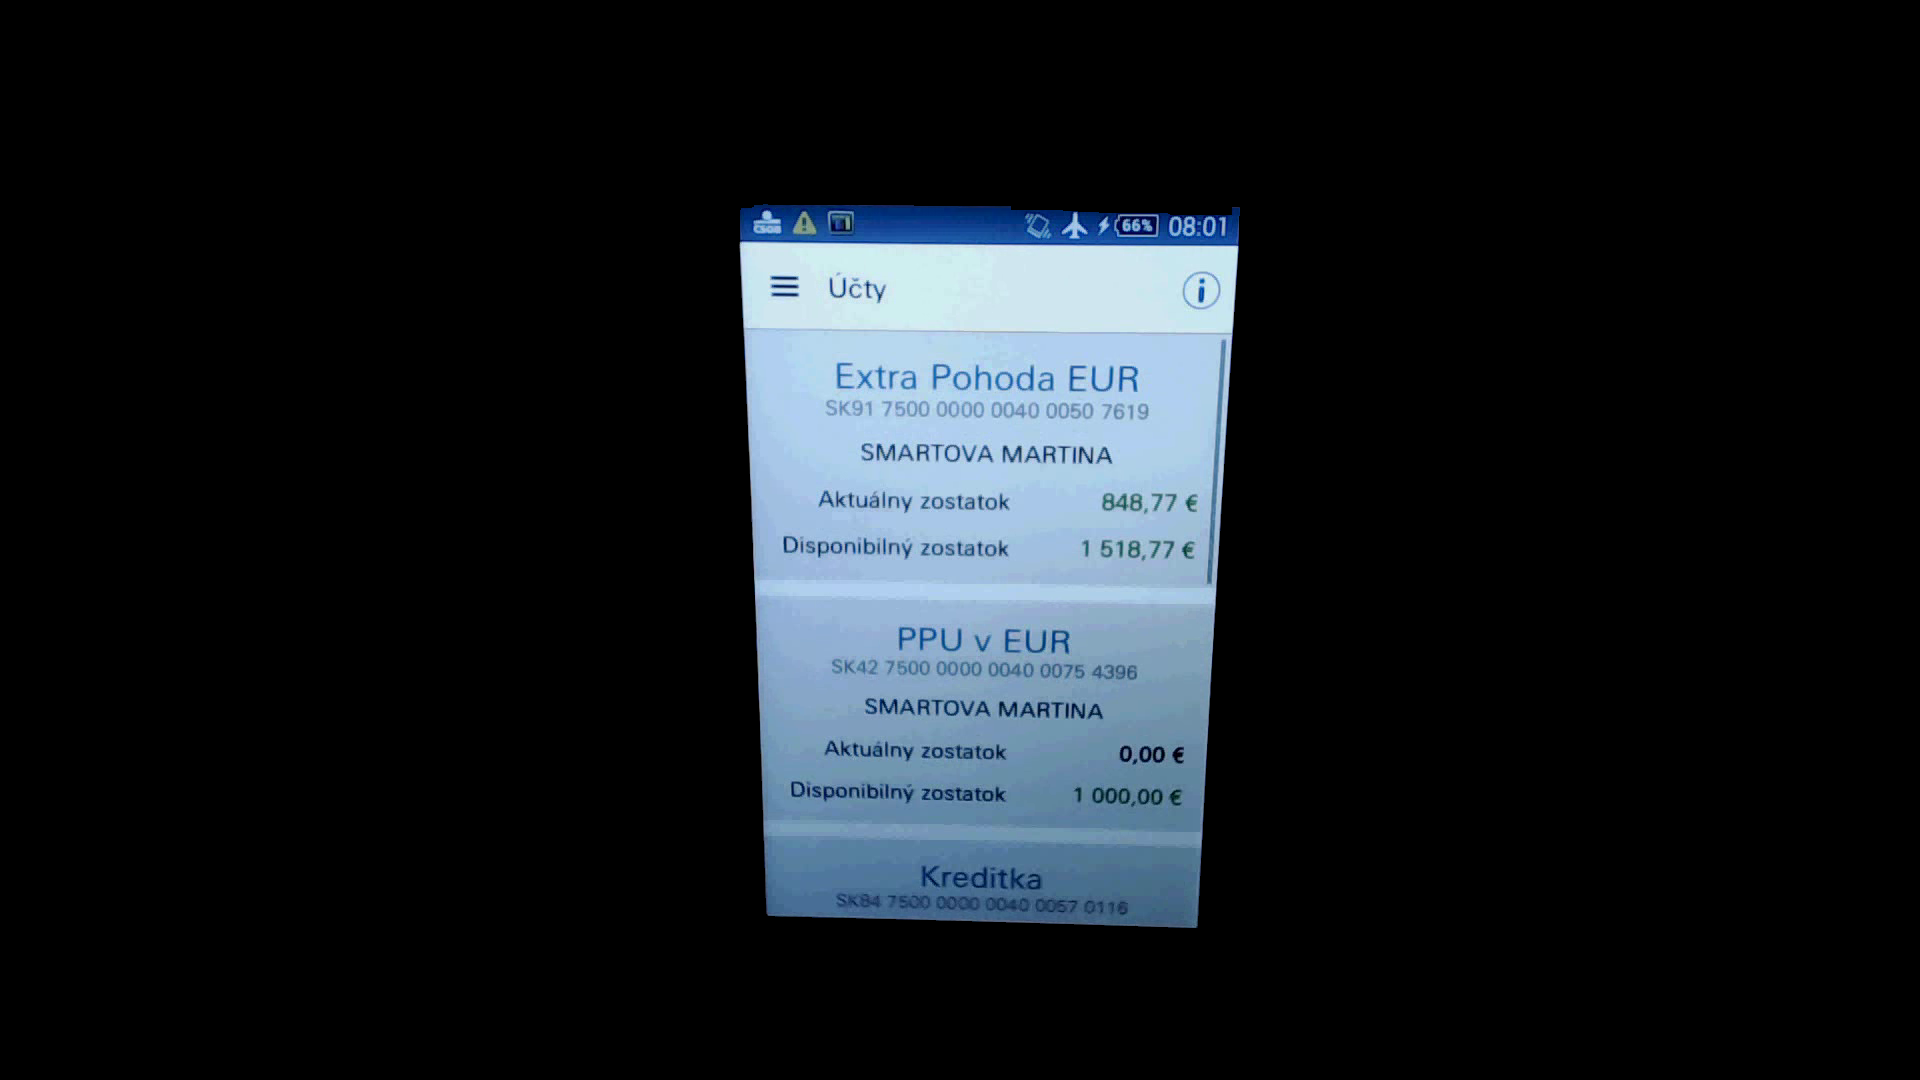 ČSOB
66% 08:01
Účty
Extra Pohoda EUR
SK91 7500 0000 0040 0050 7619
SMARTOVA MARTINA
Aktuálny zostatok 848,77 €
Disponibilný zostatok 1 518,77 €
PPU v EUR
SK42 7500 0000 0040 0075 4396
SMARTOVA MARTINA
Aktuálny zostatok 0,00 €
Disponibilný zostatok 1 000,00 €
Kreditka
SK84 7500 0000 0040 0057 0116